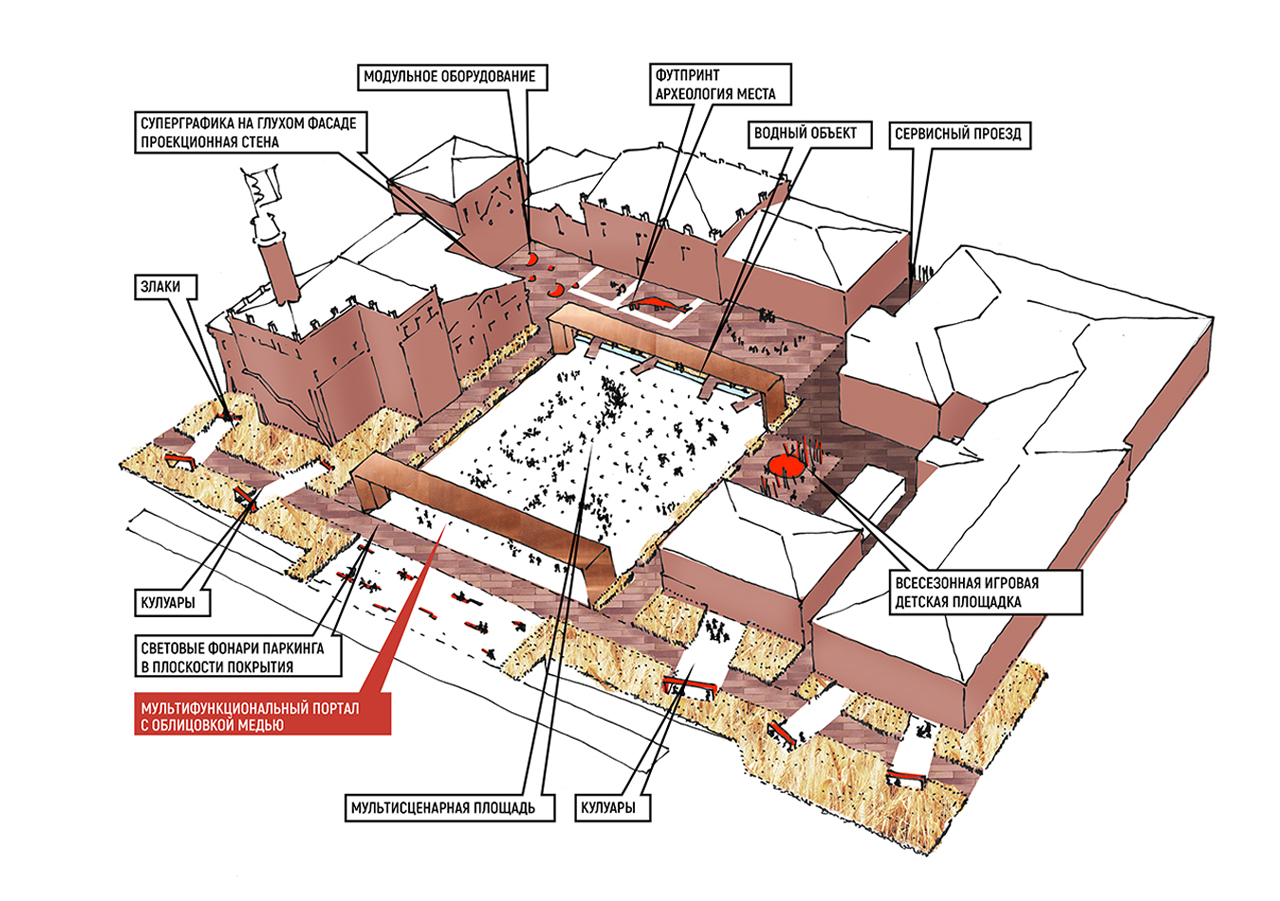 МОДУЛЬНОЕ ОБОРУДОВАНИЕ
ФУТПРИНТ
АРХЕОЛОГИЯ МЕСТА
СУПЕРГРАФИКА НА ГЛУХОМ ФАСАДЕ
ПРОЕКЦИОННАЯ СТЕНА
ВОДНЫЙ ОБЪЕКТ
СЕРВИСНЫЙ ПРОЕЗД
ЗЛАКИ
КУЛУАРЫ
ВСЕСЕЗОННАЯ ИГРОВАЯ
ДЕТСКАЯ ПЛОЩАДКА
СВЕТОВЫЕ ФОНАРИ ПАРКИНГА
В ПЛОСКОСТИ ПОКРЫТИЯ
МУЛЬТИФУНКЦИОНАЛЬНЫЙ ПОРТАЛ
С ОБЛИЦОВКОЙ МЕДЬЮ
МУЛЬТИСЦЕНАРНАЯ ПЛОЩАДЬ
КУЛУАРЫ